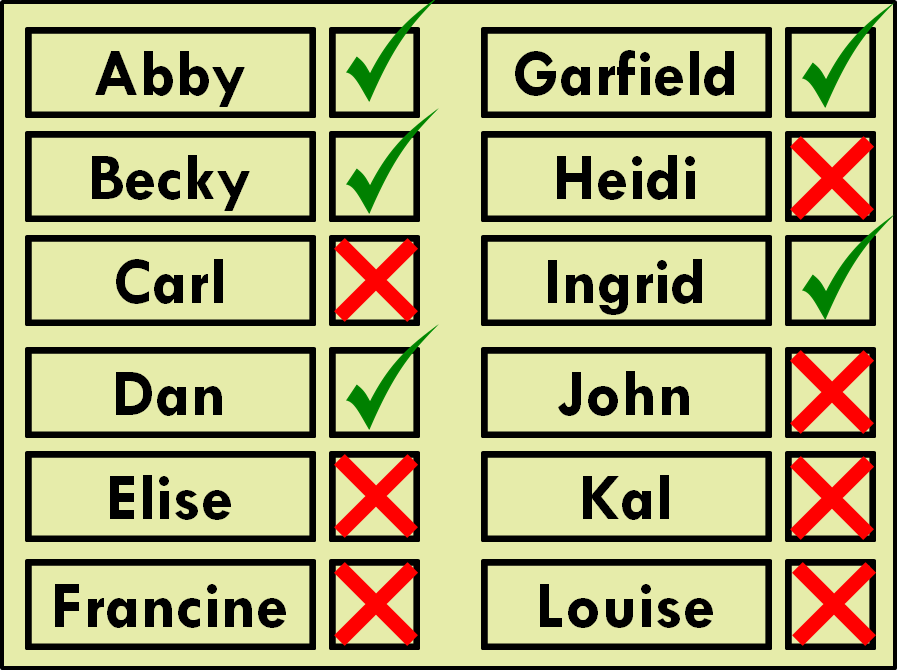 Abby
Becky
Carl
Dan
Elise
Francine
Garfield
Heidi
Ingrid
John
Kal
Louise